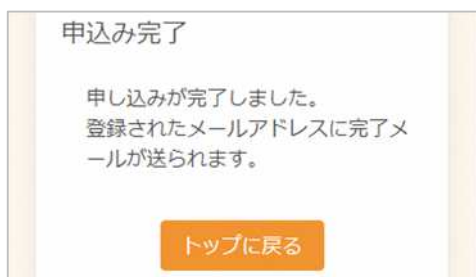 申込み完了
申し込みが完了しました。
登録されたメールアドレスに完了メ
ールが送られます。
トップに戻る